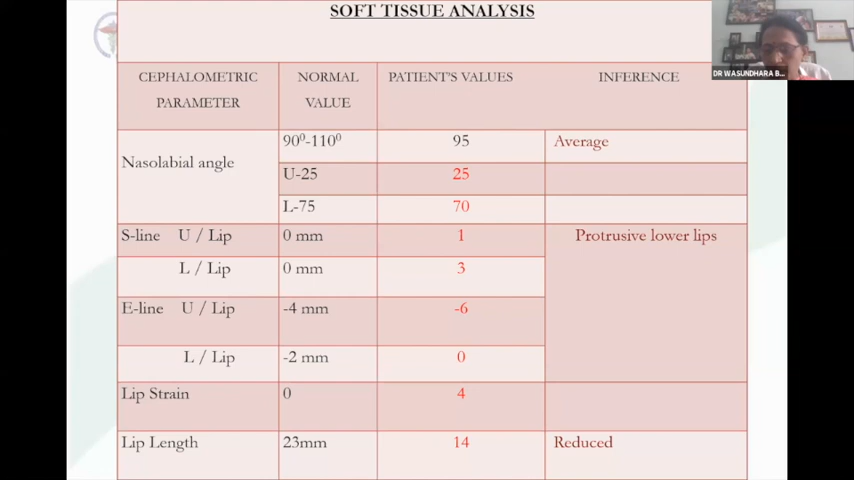 SOFT TISSUE ANALYSIS
DR WASUNDHARA B...
CEPHALOMETRIC PARAMETER
NORMAL VALUE
PATIENT'S VALUES
INFERENCE
Nasolabial angle
90⁰-110⁰ 95 Average
U-25 25
L-75 70
S-line U / Lip 0 mm 1 Protrusive lower lips
L / Lip 0 mm 3
E-line U / Lip -4 mm -6
L / Lip -2 mm 0
Lip Strain 0 4
Lip Length 23mm 14 Reduced